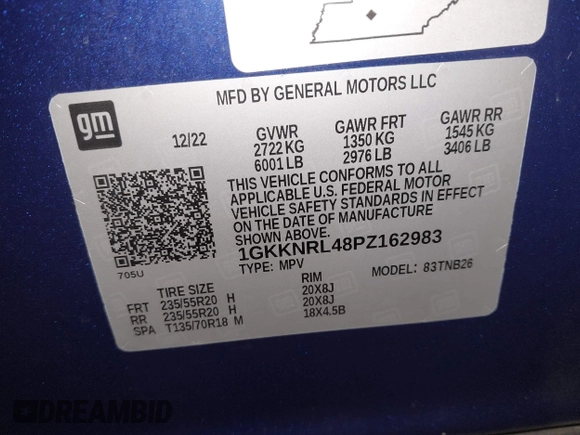 MFD BY GENERAL MOTORS LLC
gm
12/22
GVWR GAWR FRT GAWR RR
2722 KG 1350 KG 1545 KG
6001 LB 2976 LB 3406 LB
THIS VEHICLE CONFORMS TO ALL
APPLICABLE U.S. FEDERAL MOTOR
VEHICLE SAFETY STANDARDS IN EFFECT
ON THE DATE OF MANUFACTURE
SHOWN ABOVE.
1GKKNRL48PZ162983
705U
TYPE: MPV MODEL: 83TNB26
TIRE SIZE RIM
FRT 235/55R20 H 20X8J
RR 235/55R20 H 20X8J
SPA T135/70R18 M 18X4.5B
DREAMBID